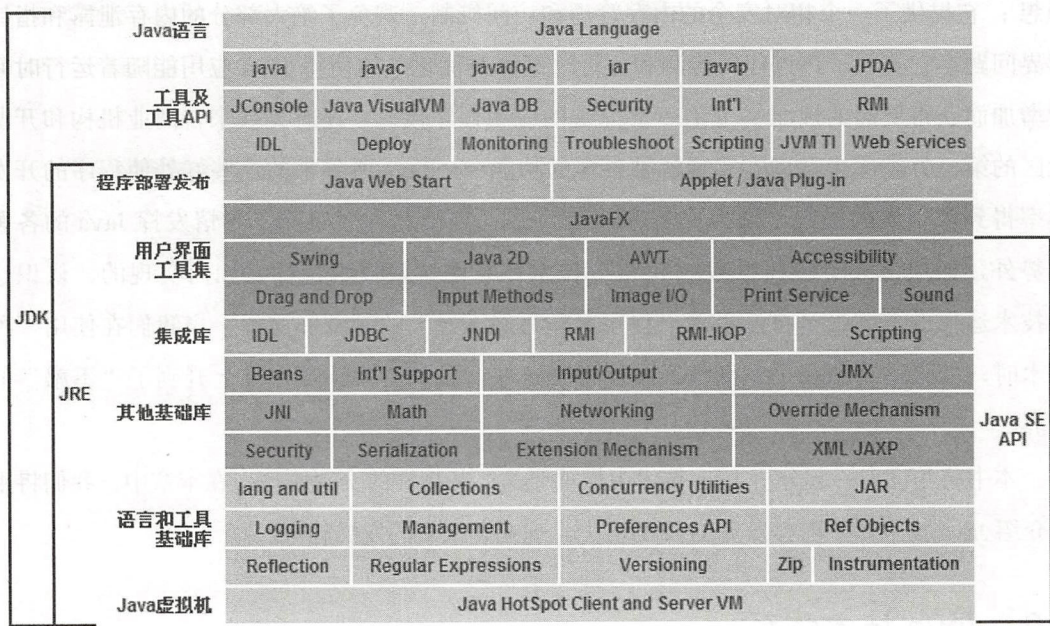 Java语言 Java Language
java javac javadoc jar javap JPDA
工具及
工具API
JConsole Java VisualVM Java DB Security Int'l RMI
IDL Deploy Monitoring Troubleshoot Scripting JVM TI Web Services
程序部署发布 Java Web Start Applet / Java Plug-in
JavaFX
用户界面
工具集
Swing Java 2D AWT Accessibility
Drag and Drop Input Methods Image I/O Print Service Sound
集成库 IDL JDBC JNDI RMI RMI-IIOP Scripting
JDK
JRE
Beans Int'l Support Input/Output JMX
其他基础库 JNI Math Networking Override Mechanism
Java SE
API
Security Serialization Extension Mechanism XML JAXP
lang and util Collections Concurrency Utilities JAR
语言和工具
基础库
Logging Management Preferences API Ref Objects
Reflection Regular Expressions Versioning Zip Instrumentation
Java虚拟机 Java HotSpot Client and Server VM